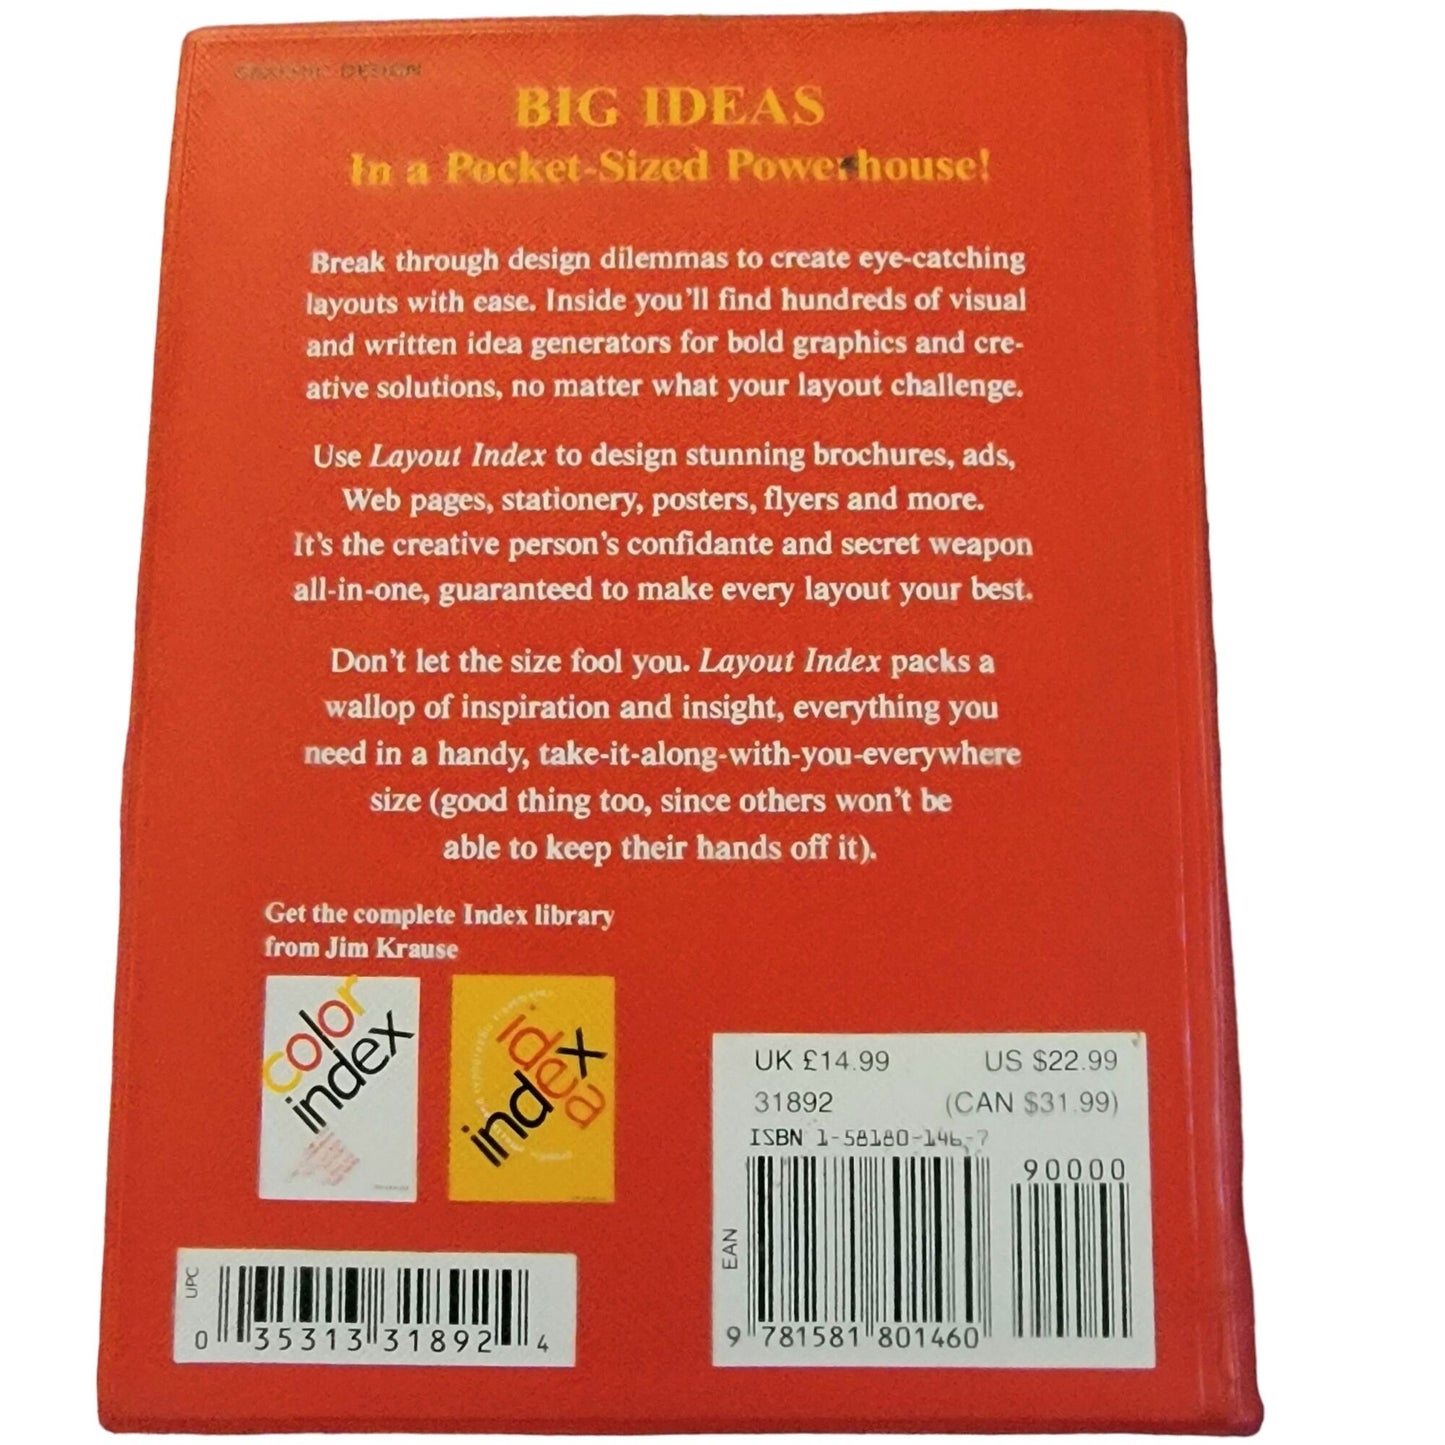 GRAPHIC DESIGN
BIG IDEAS
In a Pocket-Sized Powerhouse!
Break through design dilemmas to create eye-catching
layouts with ease. Inside you'll find hundreds of visual
and written idea generators for bold graphics and cre-
ative solutions, no matter what your layout challenge.
Use Layout Index to design stunning brochures, ads,
Web pages, stationery, posters, flyers and more.
It's the creative person's confidante and secret weapon
all-in-one, guaranteed to make every layout your best.
Don't let the size fool you. Layout Index packs a
wallop of inspiration and insight, everything you
need in a handy, take-it-along-with-you-everywhere
size (good thing too, since others won't be
able to keep their hands off it).
Get the complete Index library
from Jim Krause
color
index
idea
index
UK £14.99 US $22.99
31892 (CAN $31.99)
ISBN 1-58180-146-7
90000
EAN
9 781581 801460
UPC
0 35313 31892 4